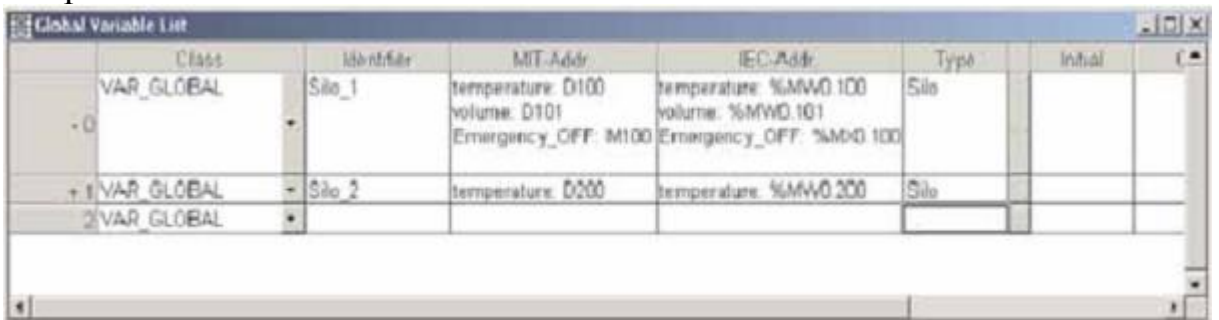 Global Variable List
Class Identifier MIT-Addr IEC-Addr Type Initial
- 0 VAR_GLOBAL Silo_1 temperature: D100 temperature: %MW0.100 Silo
volume: D101 volume: %MW0.101
Emergency_OFF: M100 Emergency_OFF: %MX0.100
+ 1 VAR_GLOBAL Silo_2 temperature: D200 temperature: %MW0.200 Silo
2 VAR_GLOBAL